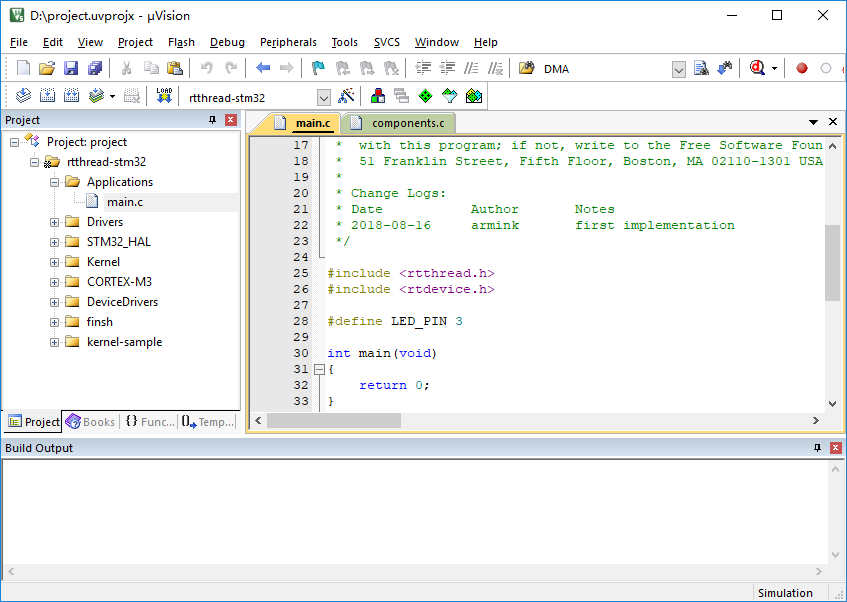 D:\project.uvprojx - µVision
File Edit View Project Flash Debug Peripherals Tools SVCS Window Help
DMA
LOAD rtthread-stm32
Project
Project: project
rtthread-stm32
Applications
main.c
Drivers
STM32_HAL
Kernel
CORTEX-M3
DeviceDrivers
finsh
kernel-sample
Project Books {} Func... Temp...
main.c components.c
17 * with this program; if not, write to the Free Software Foun
18 * 51 Franklin Street, Fifth Floor, Boston, MA 02110-1301 USA
19 *
20 * Change Logs:
21 * Date Author Notes
22 * 2018-08-16 armink first implementation
23 */
24
25 #include <rtthread.h>
26 #include <rtdevice.h>
27
28 #define LED_PIN 3
29
30 int main(void)
31 {
32 return 0;
33 }
Build Output
Simulation